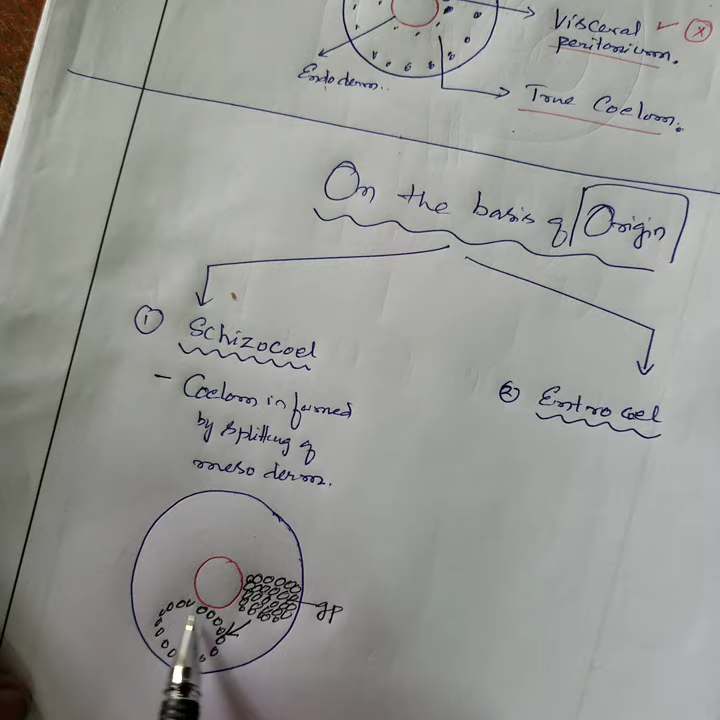 Visceral
peritonium.
Endoderm..
True Coelom.
On the basis of Origin
① Schizocoel
- Coelom is formed
by splitting of
mesoderm.
② Entrocoel
gp